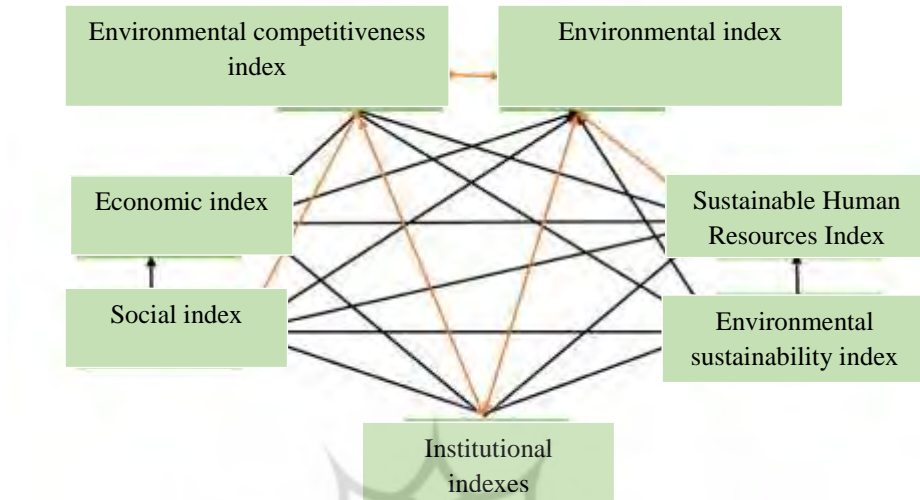 Environmental competitiveness
index
Environmental index
Economic index
Sustainable Human
Resources Index
Social index
Environmental
sustainability index
Institutional
indexes